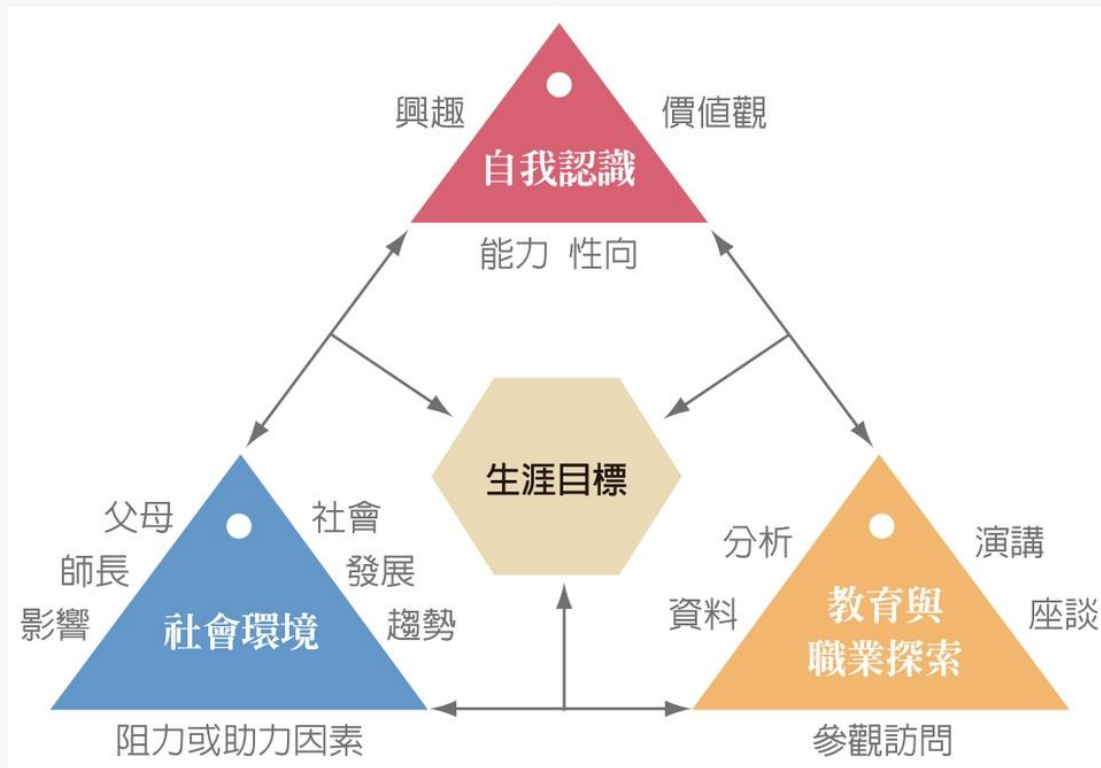 興趣
價值觀
自我認識
能力 性向
生涯目標
父母
師長
影響
社會
發展
趨勢
社會環境
阻力或助力因素
分析
資料
演講
座談
教育與
職業探索
參觀訪問